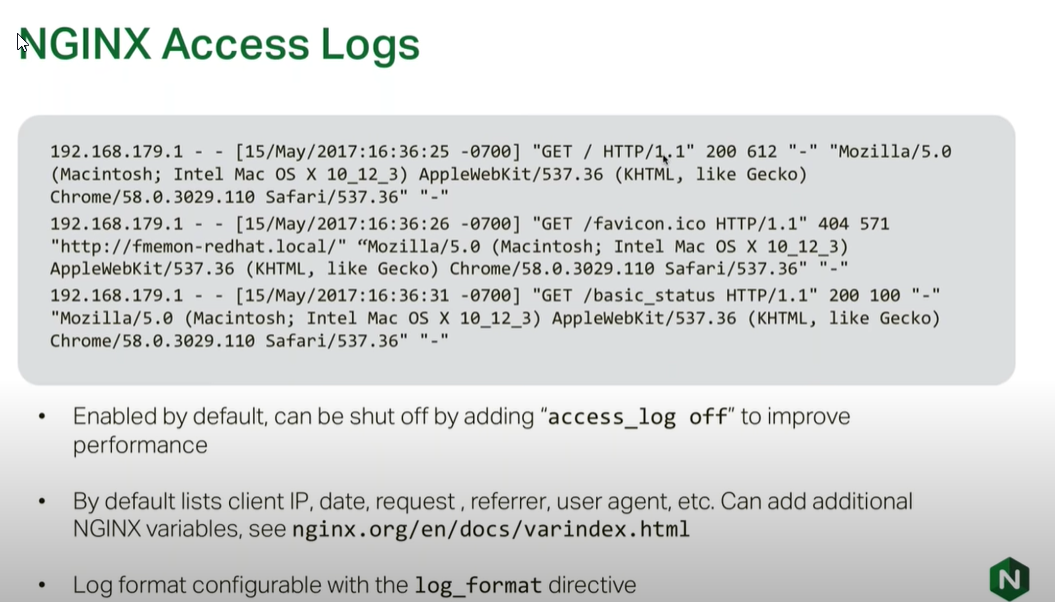 NGINX Access Logs
192.168.179.1 - - [15/May/2017:16:36:25 -0700] "GET / HTTP/1.1" 200 612 "-" "Mozilla/5.0
(Macintosh; Intel Mac OS X 10_12_3) AppleWebKit/537.36 (KHTML, like Gecko)
Chrome/58.0.3029.110 Safari/537.36" "-"
192.168.179.1 - - [15/May/2017:16:36:26 -0700] "GET /favicon.ico HTTP/1.1" 404 571
"http://fmemon-redhat.local/" “Mozilla/5.0 (Macintosh; Intel Mac OS X 10_12_3)
AppleWebKit/537.36 (KHTML, like Gecko) Chrome/58.0.3029.110 Safari/537.36" "-"
192.168.179.1 - - [15/May/2017:16:36:31 -0700] "GET /basic_status HTTP/1.1" 200 100 "-"
"Mozilla/5.0 (Macintosh; Intel Mac OS X 10_12_3) AppleWebKit/537.36 (KHTML, like Gecko)
Chrome/58.0.3029.110 Safari/537.36" "-"
• Enabled by default, can be shut off by adding “access_log off” to improve
performance
• By default lists client IP, date, request , referrer, user agent, etc. Can add additional
NGINX variables, see nginx.org/en/docs/varindex.html
• Log format configurable with the log_format directive
N